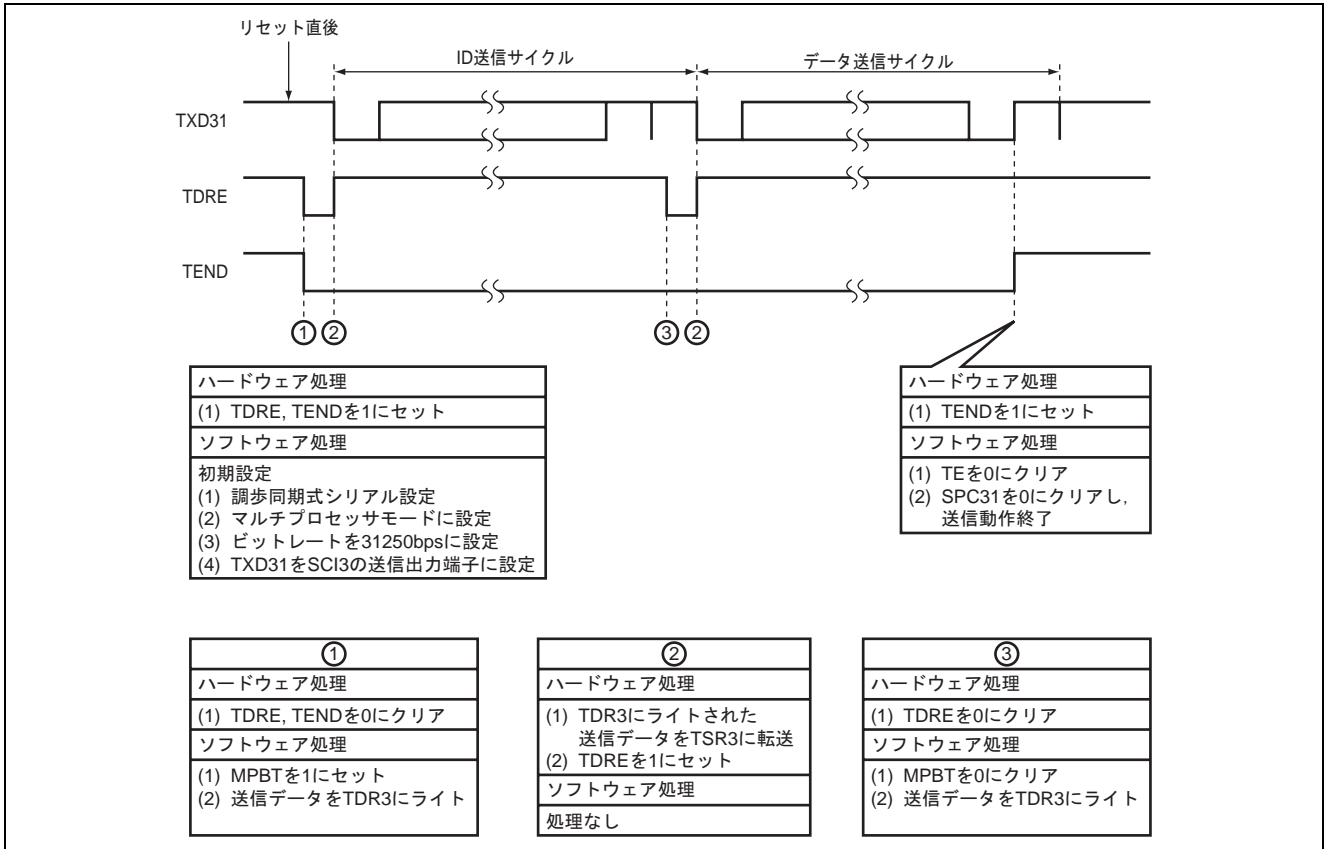 リセット直後
ID送信サイクル
データ送信サイクル
TXD31
TDRE
TEND
① ② ③ ②
ハードウェア処理
(1) TDRE, TENDを1にセット
ソフトウェア処理
初期設定
(1) 調歩同期式シリアル設定
(2) マルチプロセッサモードに設定
(3) ビットレートを31250bpsに設定
(4) TXD31をSCI3の送信出力端子に設定
ハードウェア処理
(1) TENDを1にセット
ソフトウェア処理
(1) TEを0にクリア
(2) SPC31を0にクリアし,
送信動作終了
①
ハードウェア処理
(1) TDRE, TENDを0にクリア
ソフトウェア処理
(1) MPBTを1にセット
(2) 送信データをTDR3にライト
②
ハードウェア処理
(1) TDR3にライトされた
送信データをTSR3に転送
(2) TDREを1にセット
ソフトウェア処理
処理なし
③
ハードウェア処理
(1) TDREを0にクリア
ソフトウェア処理
(1) MPBTを0にクリア
(2) 送信データをTDR3にライト